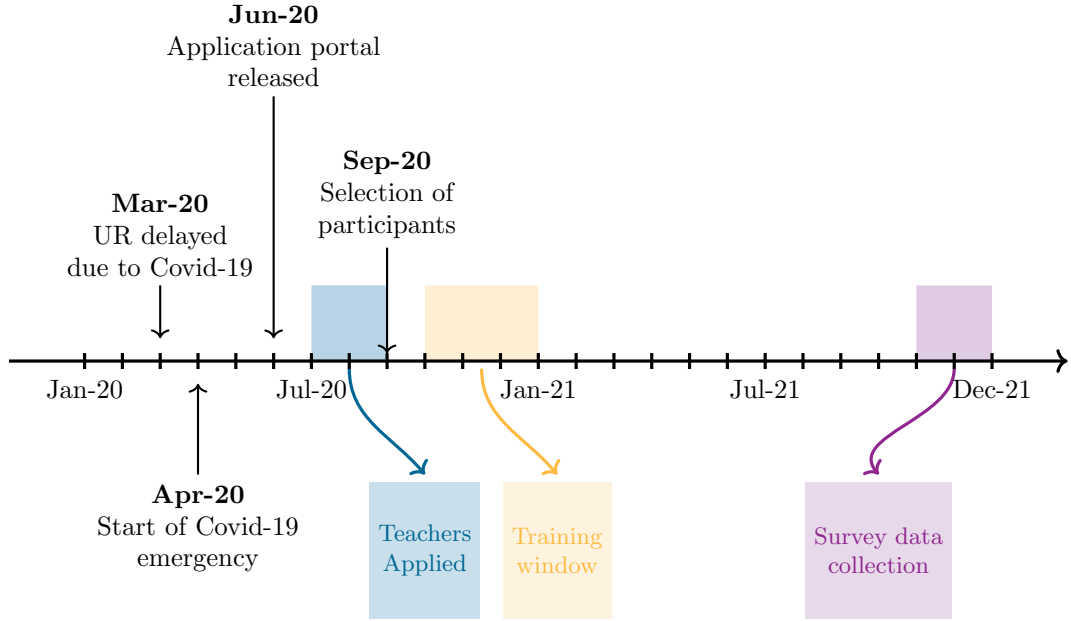 Jun-20
Application portal
released
Sep-20
Selection of
participants
Mar-20
UR delayed
due to Covid-19
Jan-20
Jul-20
Jan-21
Jul-21
Dec-21
Apr-20
Start of Covid-19
emergency
Teachers
Applied
Training
window
Survey data
collection